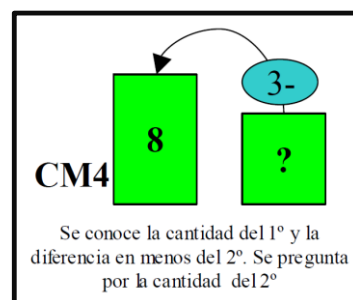 3-
8
?
CM4
Se conoce la cantidad del 1º y la
diferencia en menos del 2º. Se pregunta
por la cantidad del 2º